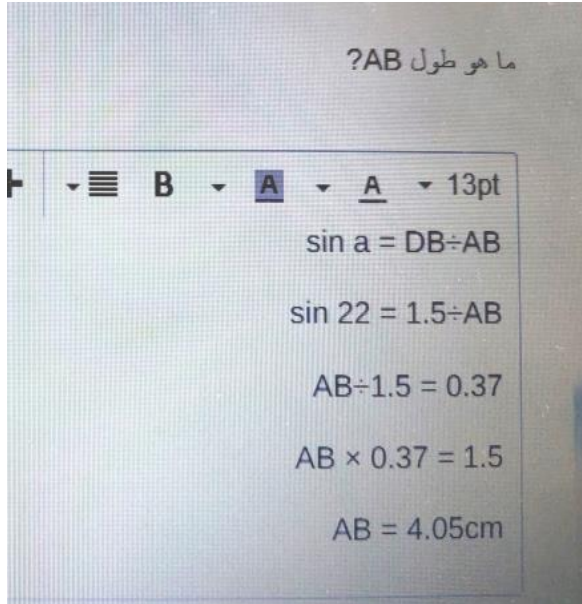 ما هو طول AB?
B A A 13pt
sin a = DB÷AB
sin 22 = 1.5÷AB
AB÷1.5 = 0.37
AB × 0.37 = 1.5
AB = 4.05cm